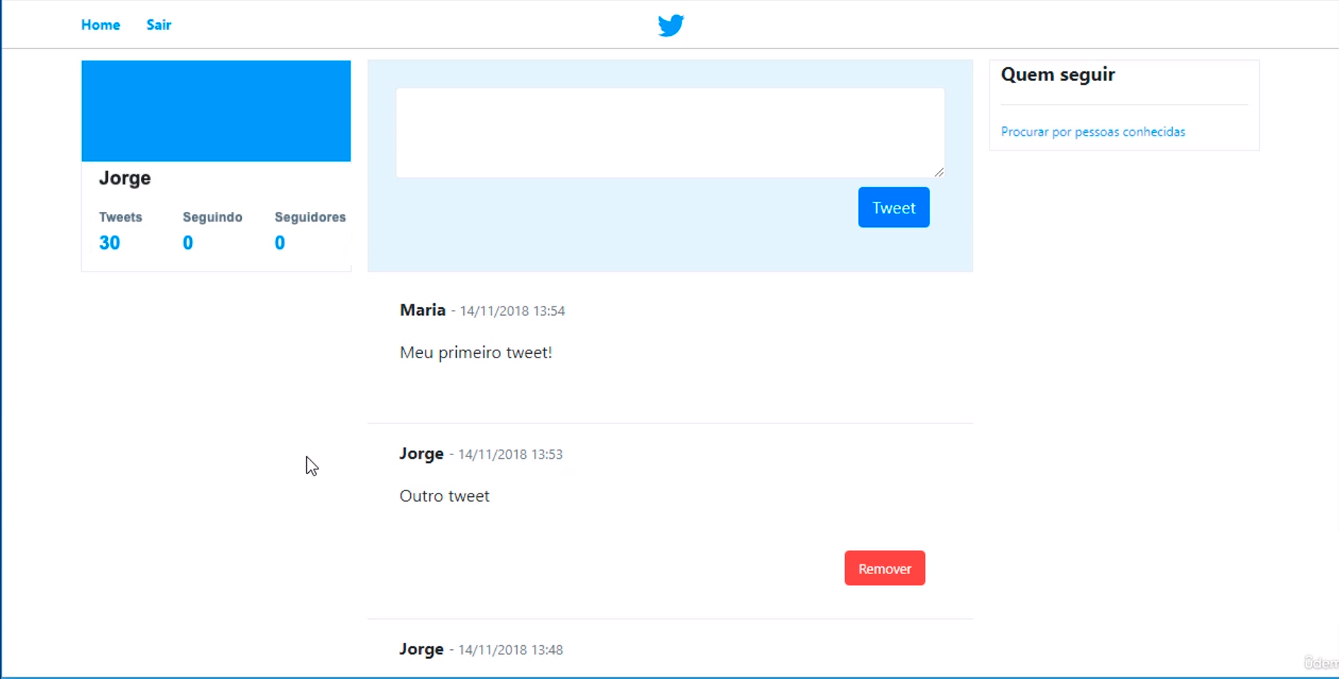 Home Sair
Jorge
Tweets Seguindo Seguidores
30 0 0
Tweet
Maria - 14/11/2018 13:54
Meu primeiro tweet!
Jorge - 14/11/2018 13:53
Outro tweet
Remover
Jorge - 14/11/2018 13:48
Quem seguir
Procurar por pessoas conhecidas